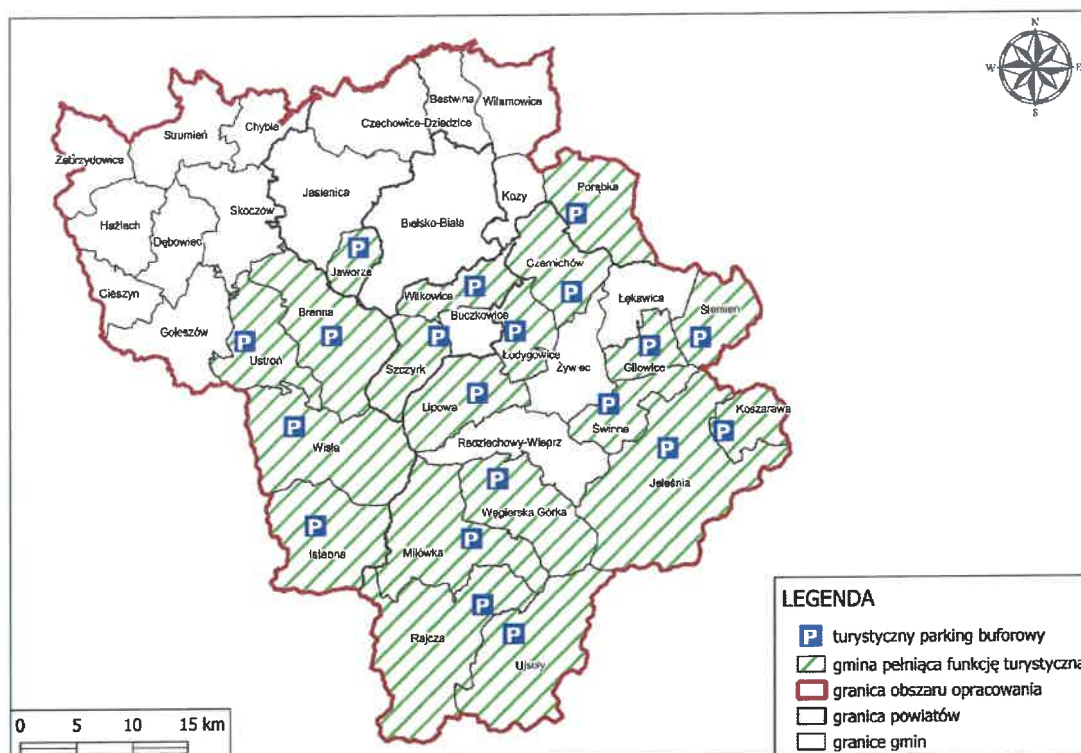 N
W E
S
Bestwina
Wilamowice
Czechowice-Dziedzice
Chybie
Strumień
Zebrzydowice
Jasienica
Kozy
Porąbka
P
Skoczów
Hażlach
Bielsko-Biała
Dębowiec
P
Jaworze
Czernichów
P
Cieszyn
Wilkowice
P
Łękawica
Ślemień
P
Goleszów
Brenna
P
Buczkowice
P
Łodygowice
P
Ustroń
P
Szczyrk
P
Żywiec
Gilowice
P
Lipowa
P
Świnna
P
Koszarawa
P
Wisła
P
Radziechowy-Wieprz
Jeleśnia
P
Węgierska Górka
P
Istebna
P
Milówka
P
Rajcza
P
Ujsoły
P
LEGENDA
P turystyczny parking buforowy
gmina pełniąca funkcję turystyczną
granica obszaru opracowania
granica powiatów
granice gmin
0 5 10 15 km